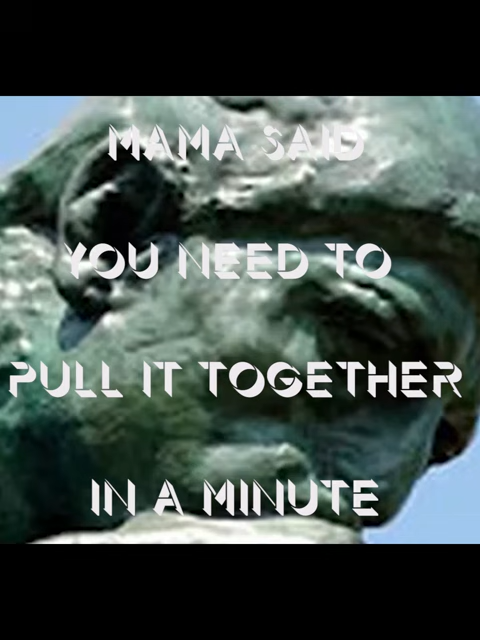 MAMA SAID
YOU NEED TO
PULL IT TOGETHER
IN A MINUTE